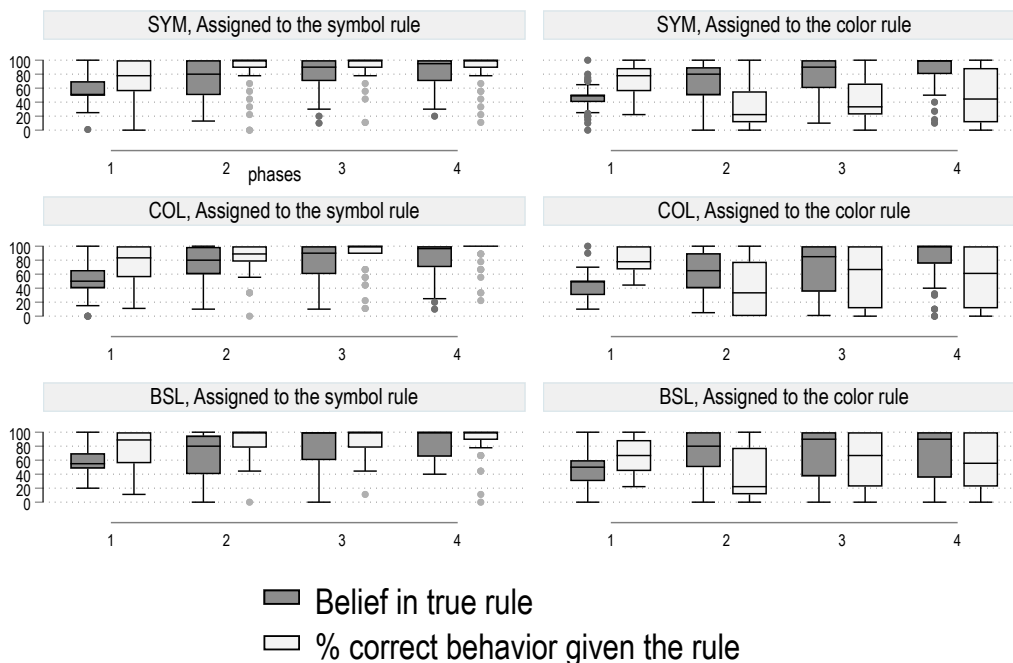 SYM, Assigned to the symbol rule
SYM, Assigned to the color rule
100
80
60
40
20
0
1 2 3 4
phases
1 2 3 4
COL, Assigned to the symbol rule
COL, Assigned to the color rule
100
80
60
40
20
0
1 2 3 4
1 2 3 4
BSL, Assigned to the symbol rule
BSL, Assigned to the color rule
100
80
60
40
20
0
1 2 3 4
1 2 3 4
Belief in true rule
% correct behavior given the rule